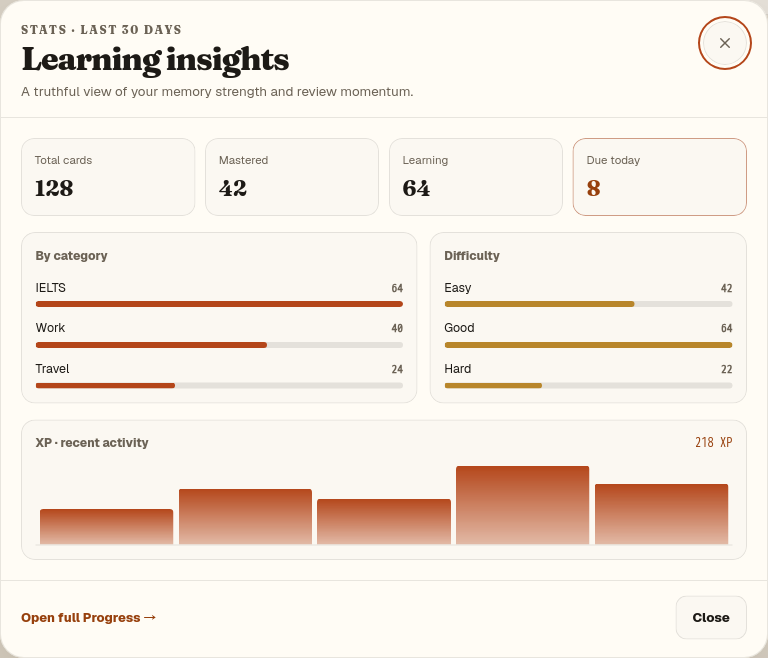 STATS · LAST 30 DAYS
Learning insights
A truthful view of your memory strength and review momentum.
Total cards
128
Mastered
42
Learning
64
Due today
8
By category
IELTS 64
Work 40
Travel 24
Difficulty
Easy 42
Good 64
Hard 22
XP · recent activity 218 XP
Open full Progress →
Close